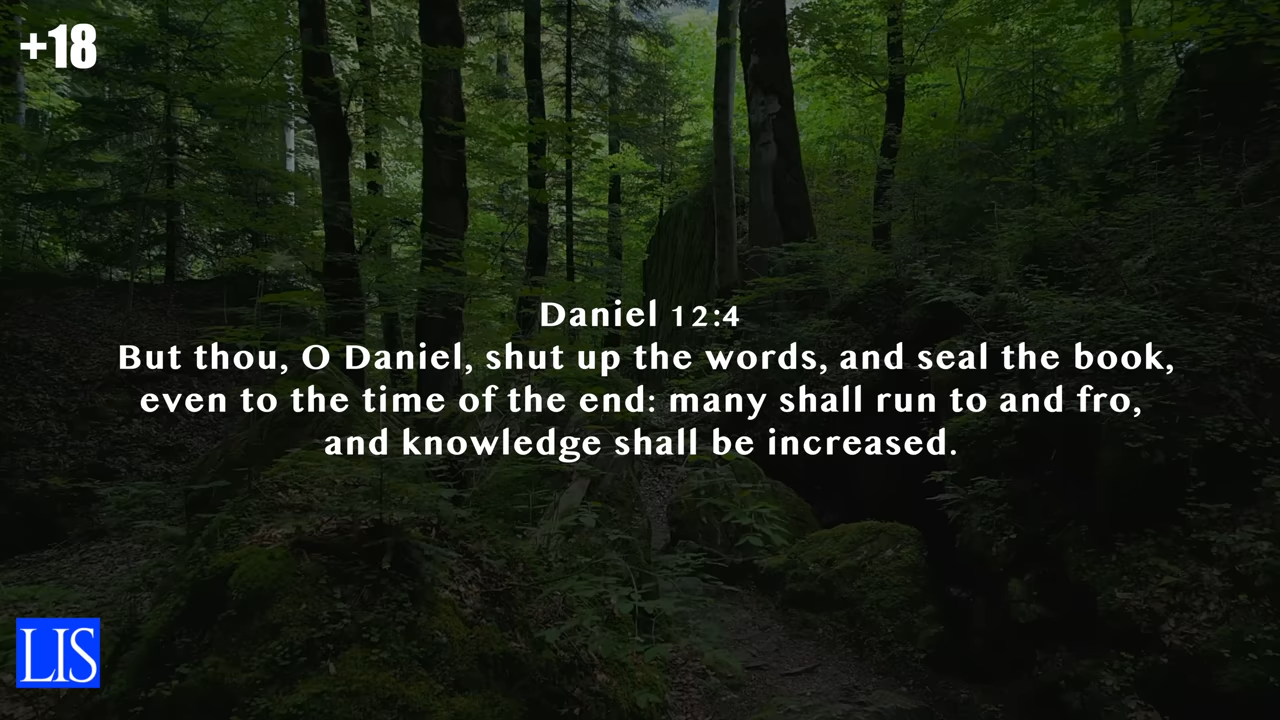 +18
Daniel 12:4
But thou, O Daniel, shut up the words, and seal the book,
even to the time of the end: many shall run to and fro,
and knowledge shall be increased.
LIS